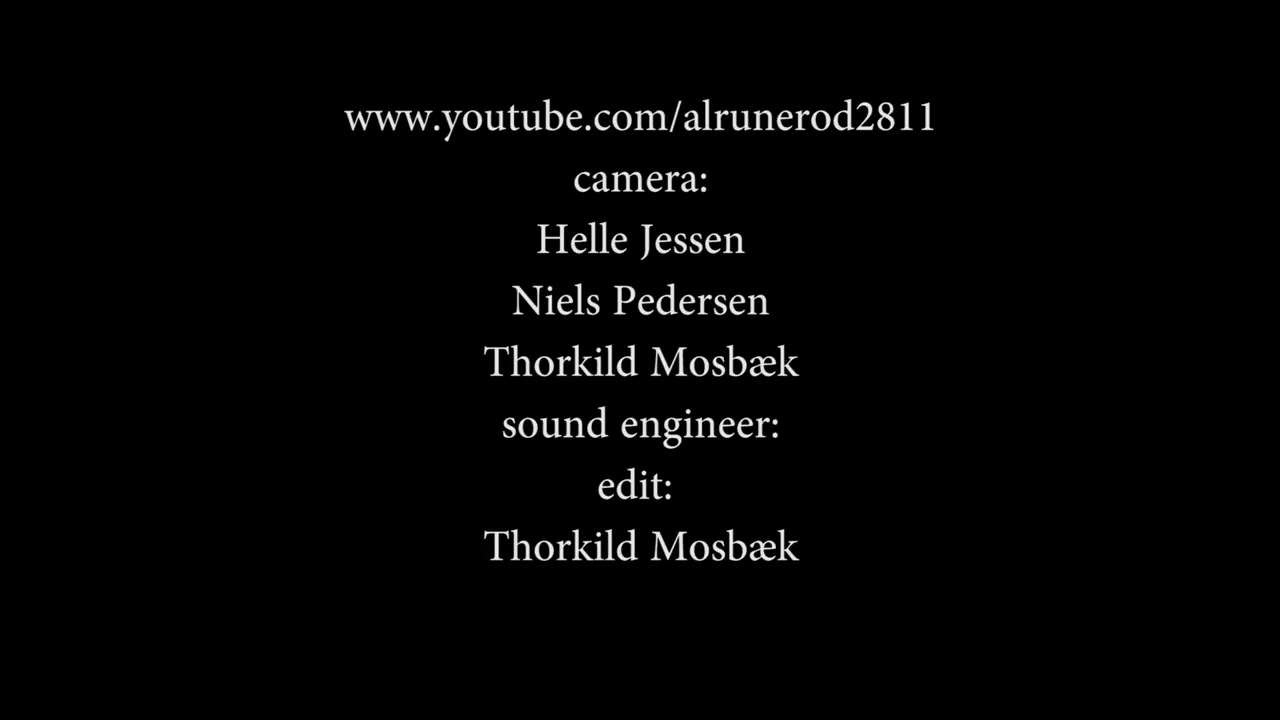 www.youtube.com/alrunerod2811
camera:
Helle Jessen
Niels Pedersen
Thorkild Mosbæk
sound engineer:
edit:
Thorkild Mosbæk